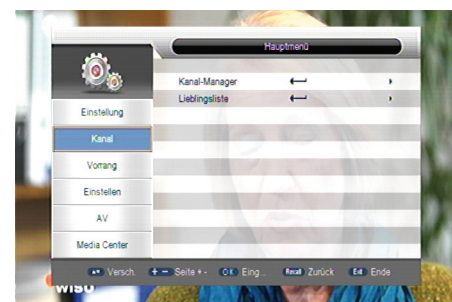 Hauptmenü
Kanal-Manager
Lieblingsliste
Einstellung
Kanal
Vorrang
Einstellen
AV
Media Center
Versch. + - Seite + - OK Eing... Recall Zurück Exit Ende
WISO